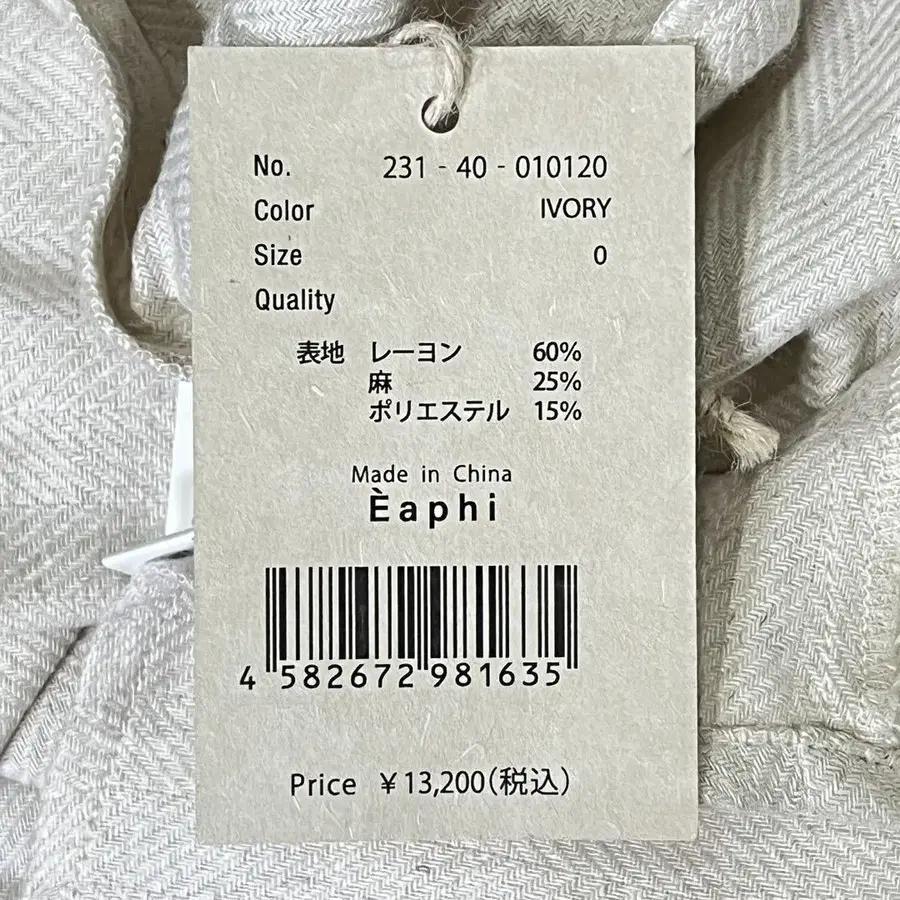 No. 231 - 40 - 010120
Color IVORY
Size 0
Quality
表地 レーヨン 60%
麻 25%
ポリエステル 15%
Made in China
Èaphi
4 582672 981635
Price ¥13,200(税込)